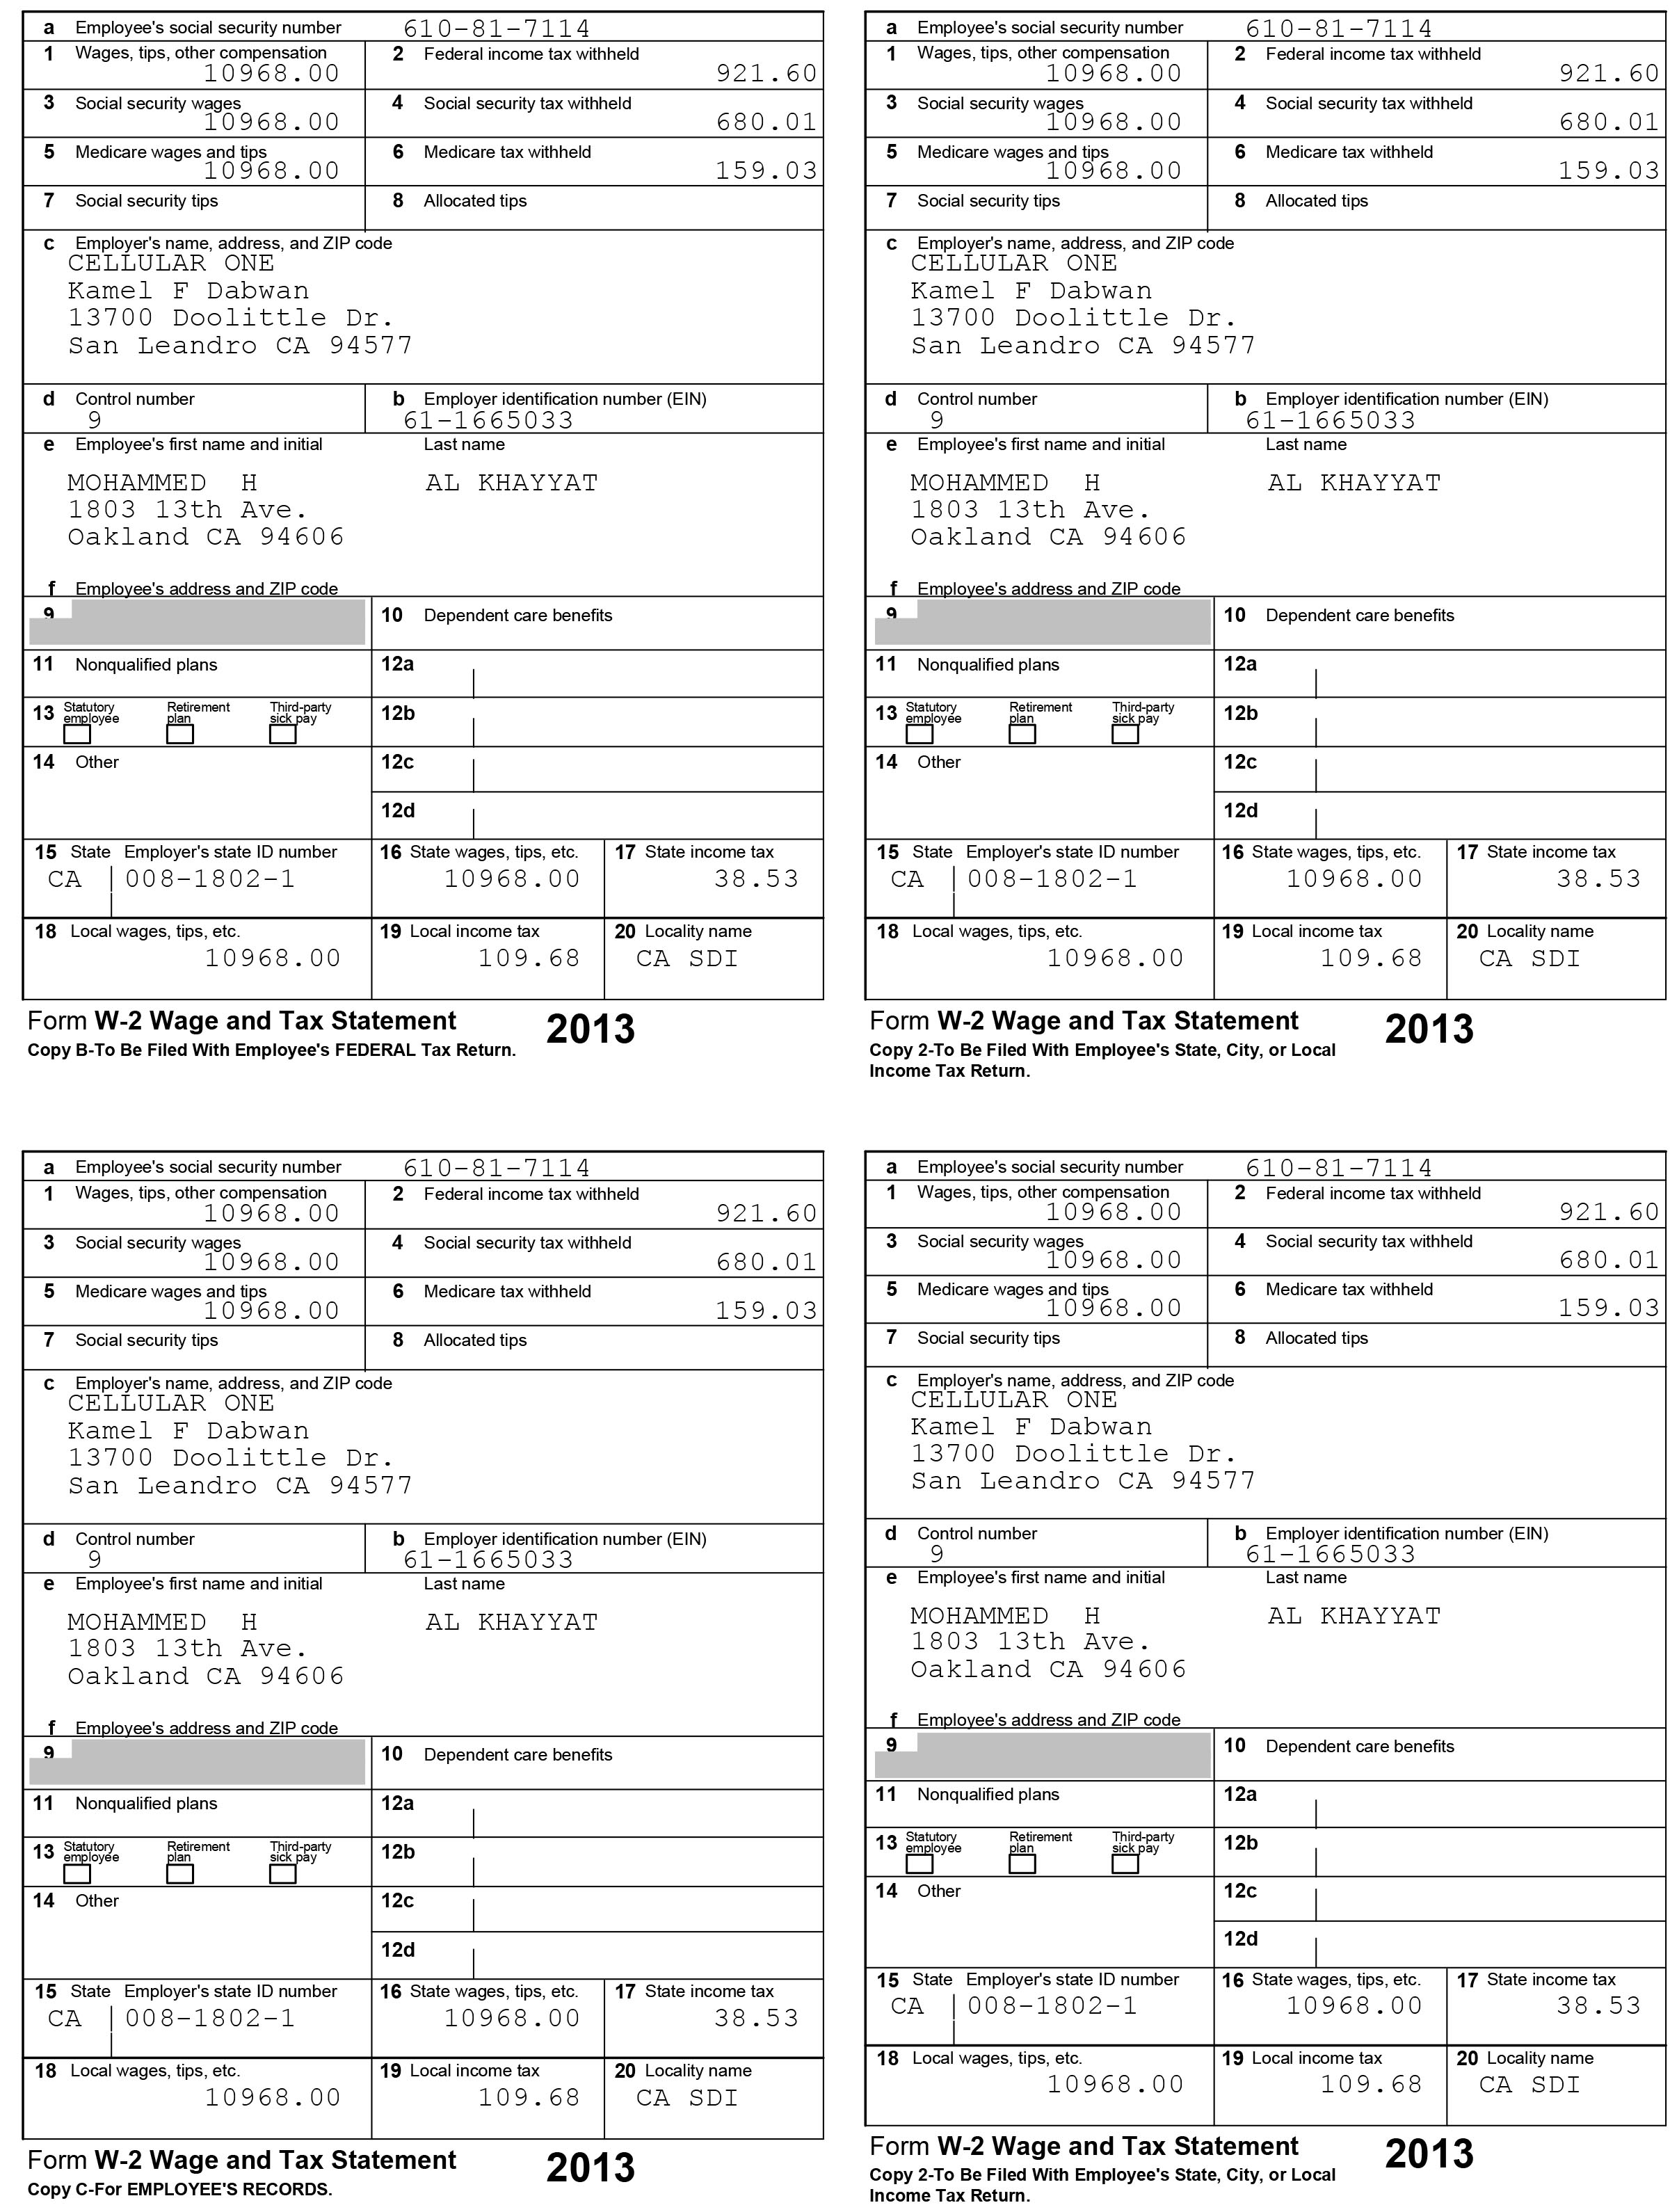 a Employee's social security number 610-81-7114
1 Wages, tips, other compensation 10968.00 2 Federal income tax withheld 921.60
3 Social security wages 10968.00 4 Social security tax withheld 680.01
5 Medicare wages and tips 10968.00 6 Medicare tax withheld 159.03
7 Social security tips 8 Allocated tips
c Employer's name, address, and ZIP code
CELLULAR ONE
Kamel F Dabwan
13700 Doolittle Dr.
San Leandro CA 94577
d Control number 9 b Employer identification number (EIN) 61-1665033
e Employee's first name and initial Last name
MOHAMMED H AL KHAYYAT
1803 13th Ave.
Oakland CA 94606
f Employee's address and ZIP code
9 10 Dependent care benefits
11 Nonqualified plans 12a
13 Statutory employee Retirement plan Third-party sick pay 12b
14 Other 12c
12d
15 State Employer's state ID number 16 State wages, tips, etc. 17 State income tax
CA 008-1802-1 10968.00 38.53
18 Local wages, tips, etc. 19 Local income tax 20 Locality name
10968.00 109.68 CA SDI
Form W-2 Wage and Tax Statement 2013
Copy B-To Be Filed With Employee's FEDERAL Tax Return.
a Employee's social security number 610-81-7114
1 Wages, tips, other compensation 10968.00 2 Federal income tax withheld 921.60
3 Social security wages 10968.00 4 Social security tax withheld 680.01
5 Medicare wages and tips 10968.00 6 Medicare tax withheld 159.03
7 Social security tips 8 Allocated tips
c Employer's name, address, and ZIP code
CELLULAR ONE
Kamel F Dabwan
13700 Doolittle Dr.
San Leandro CA 94577
d Control number 9 b Employer identification number (EIN) 61-1665033
e Employee's first name and initial Last name
MOHAMMED H AL KHAYYAT
1803 13th Ave.
Oakland CA 94606
f Employee's address and ZIP code
9 10 Dependent care benefits
11 Nonqualified plans 12a
13 Statutory employee Retirement plan Third-party sick pay 12b
14 Other 12c
12d
15 State Employer's state ID number 16 State wages, tips, etc. 17 State income tax
CA 008-1802-1 10968.00 38.53
18 Local wages, tips, etc. 19 Local income tax 20 Locality name
10968.00 109.68 CA SDI
Form W-2 Wage and Tax Statement 2013
Copy 2-To Be Filed With Employee's State, City, or Local
Income Tax Return.
a Employee's social security number 610-81-7114
1 Wages, tips, other compensation 10968.00 2 Federal income tax withheld 921.60
3 Social security wages 10968.00 4 Social security tax withheld 680.01
5 Medicare wages and tips 10968.00 6 Medicare tax withheld 159.03
7 Social security tips 8 Allocated tips
c Employer's name, address, and ZIP code
CELLULAR ONE
Kamel F Dabwan
13700 Doolittle Dr.
San Leandro CA 94577
d Control number 9 b Employer identification number (EIN) 61-1665033
e Employee's first name and initial Last name
MOHAMMED H AL KHAYYAT
1803 13th Ave.
Oakland CA 94606
f Employee's address and ZIP code
9 10 Dependent care benefits
11 Nonqualified plans 12a
13 Statutory employee Retirement plan Third-party sick pay 12b
14 Other 12c
12d
15 State Employer's state ID number 16 State wages, tips, etc. 17 State income tax
CA 008-1802-1 10968.00 38.53
18 Local wages, tips, etc. 19 Local income tax 20 Locality name
10968.00 109.68 CA SDI
Form W-2 Wage and Tax Statement 2013
Copy C-For EMPLOYEE'S RECORDS.
a Employee's social security number 610-81-7114
1 Wages, tips, other compensation 10968.00 2 Federal income tax withheld 921.60
3 Social security wages 10968.00 4 Social security tax withheld 680.01
5 Medicare wages and tips 10968.00 6 Medicare tax withheld 159.03
7 Social security tips 8 Allocated tips
c Employer's name, address, and ZIP code
CELLULAR ONE
Kamel F Dabwan
13700 Doolittle Dr.
San Leandro CA 94577
d Control number 9 b Employer identification number (EIN) 61-1665033
e Employee's first name and initial Last name
MOHAMMED H AL KHAYYAT
1803 13th Ave.
Oakland CA 94606
f Employee's address and ZIP code
9 10 Dependent care benefits
11 Nonqualified plans 12a
13 Statutory employee Retirement plan Third-party sick pay 12b
14 Other 12c
12d
15 State Employer's state ID number 16 State wages, tips, etc. 17 State income tax
CA 008-1802-1 10968.00 38.53
18 Local wages, tips, etc. 19 Local income tax 20 Locality name
10968.00 109.68 CA SDI
Form W-2 Wage and Tax Statement 2013
Copy 2-To Be Filed With Employee's State, City, or Local
Income Tax Return.